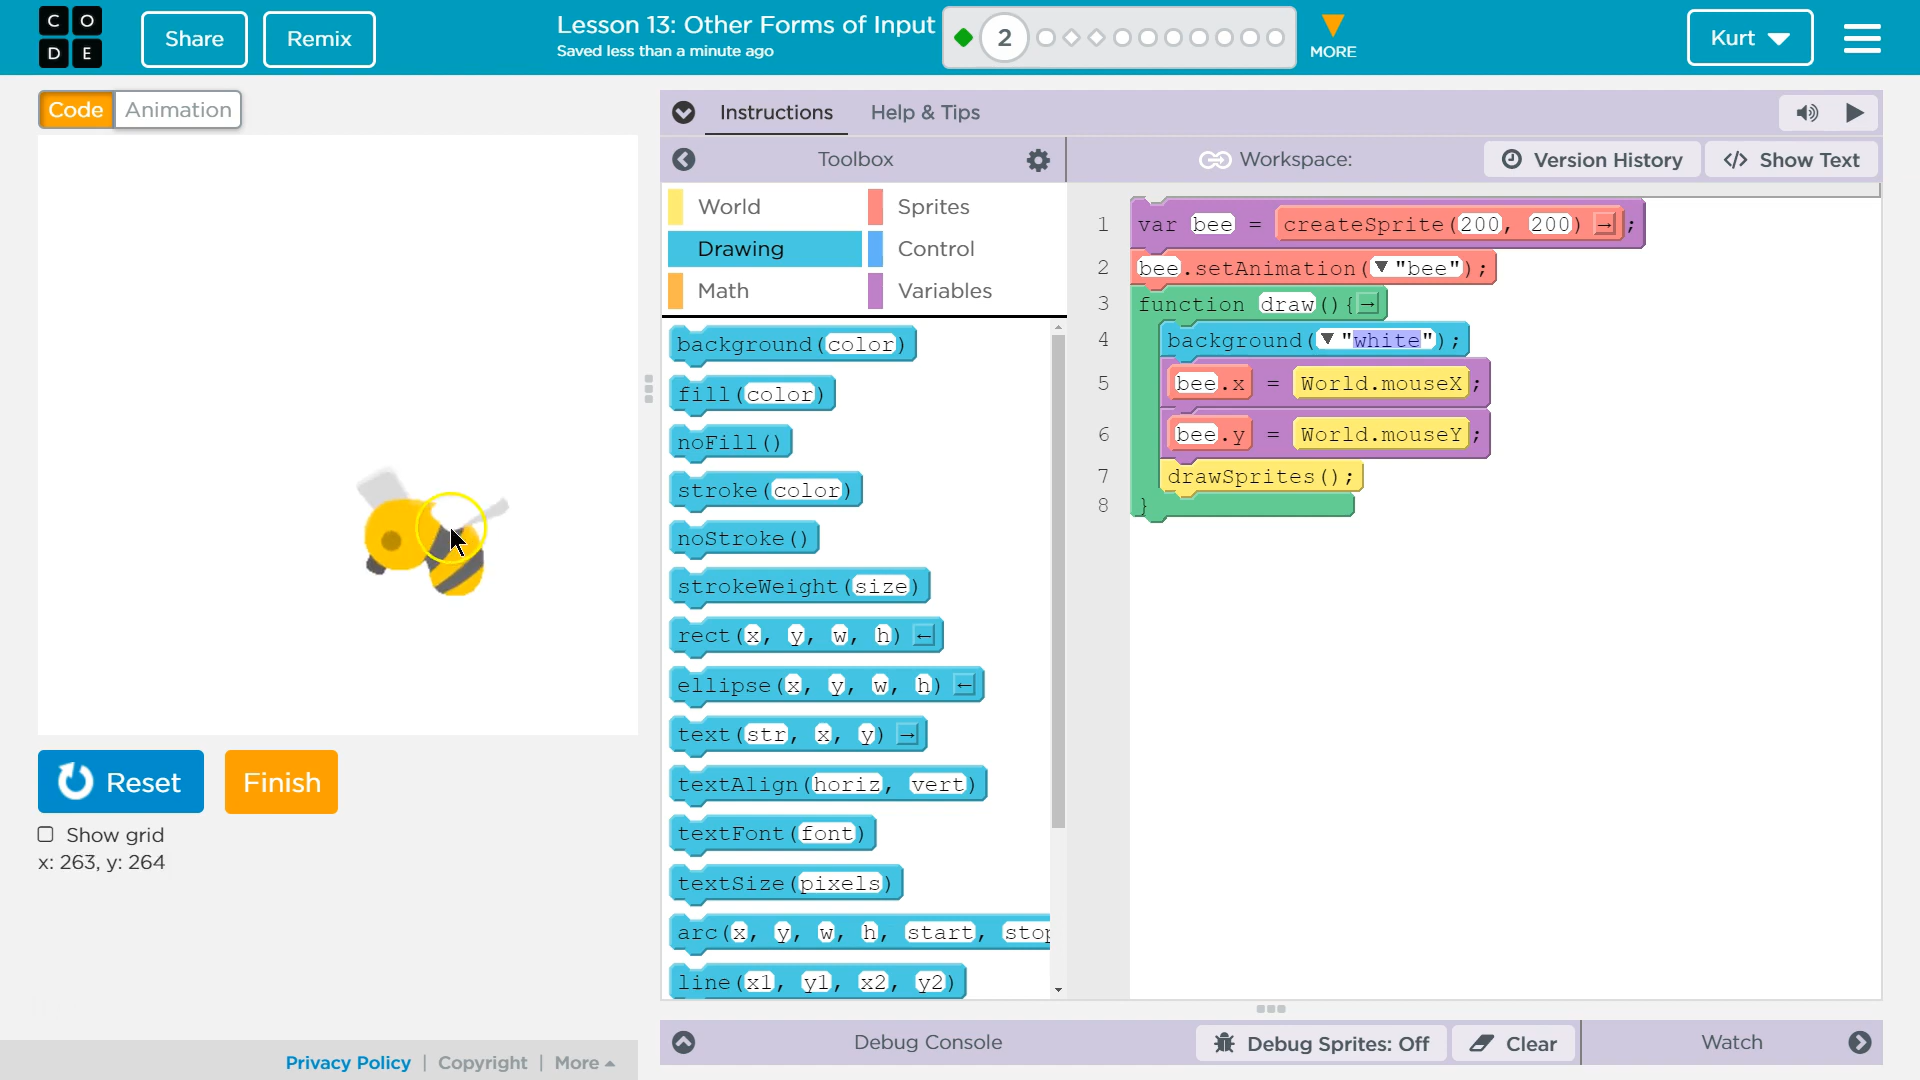 C O
D E
Share
Remix
Lesson 13: Other Forms of Input
Saved less than a minute ago
2
MORE
Kurt
Code
Animation
Instructions
Help & Tips
Toolbox
Workspace:
Version History
</> Show Text
World
Sprites
Drawing
Control
Math
Variables
background(color)
fill(color)
noFill()
stroke(color)
noStroke()
strokeWeight(size)
rect(x, y, w, h) ←
ellipse(x, y, w, h) ←
text(str, x, y) →
textAlign(horiz, vert)
textFont(font)
textSize(pixels)
arc(x, y, w, h, start, stop
line(x1, y1, x2, y2)
1 var bee = createSprite(200, 200) →;
2 bee.setAnimation(▼ "bee");
3 function draw(){→
4 background(▼ "white");
5 bee.x = World.mouseX;
6 bee.y = World.mouseY;
7 drawSprites();
8 }
Reset
Finish
Show grid
x: 263, y: 264
Privacy Policy | Copyright | More
Debug Console
Debug Sprites: Off
Clear
Watch